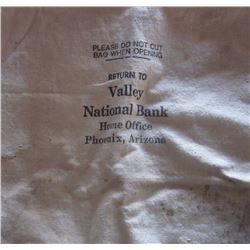 PLEASE DO NOT CUT
BAG WHEN OPENING
RETURN TO
Valley
National Bank
Home Office
Phoenix, Arizona